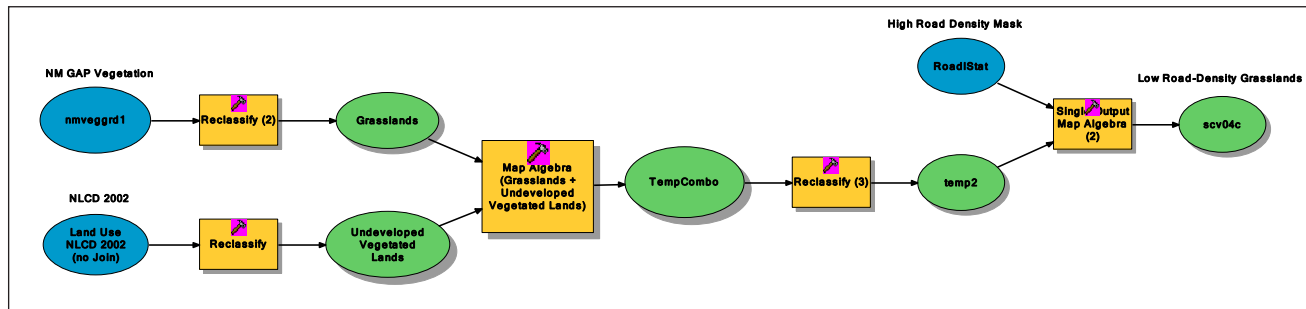 High Road Density Mask
NM GAP Vegetation
RoadlStat
Low Road-Density Grasslands
nmveggrd1
Reclassify (2)
Grasslands
Single Output
Map Algebra
(2)
scv04c
Map Algebra
(Grasslands +
Undeveloped
Vegetated Lands)
TempCombo
Reclassify (3)
temp2
NLCD 2002
Land Use
NLCD 2002
(no Join)
Reclassify
Undeveloped
Vegetated
Lands